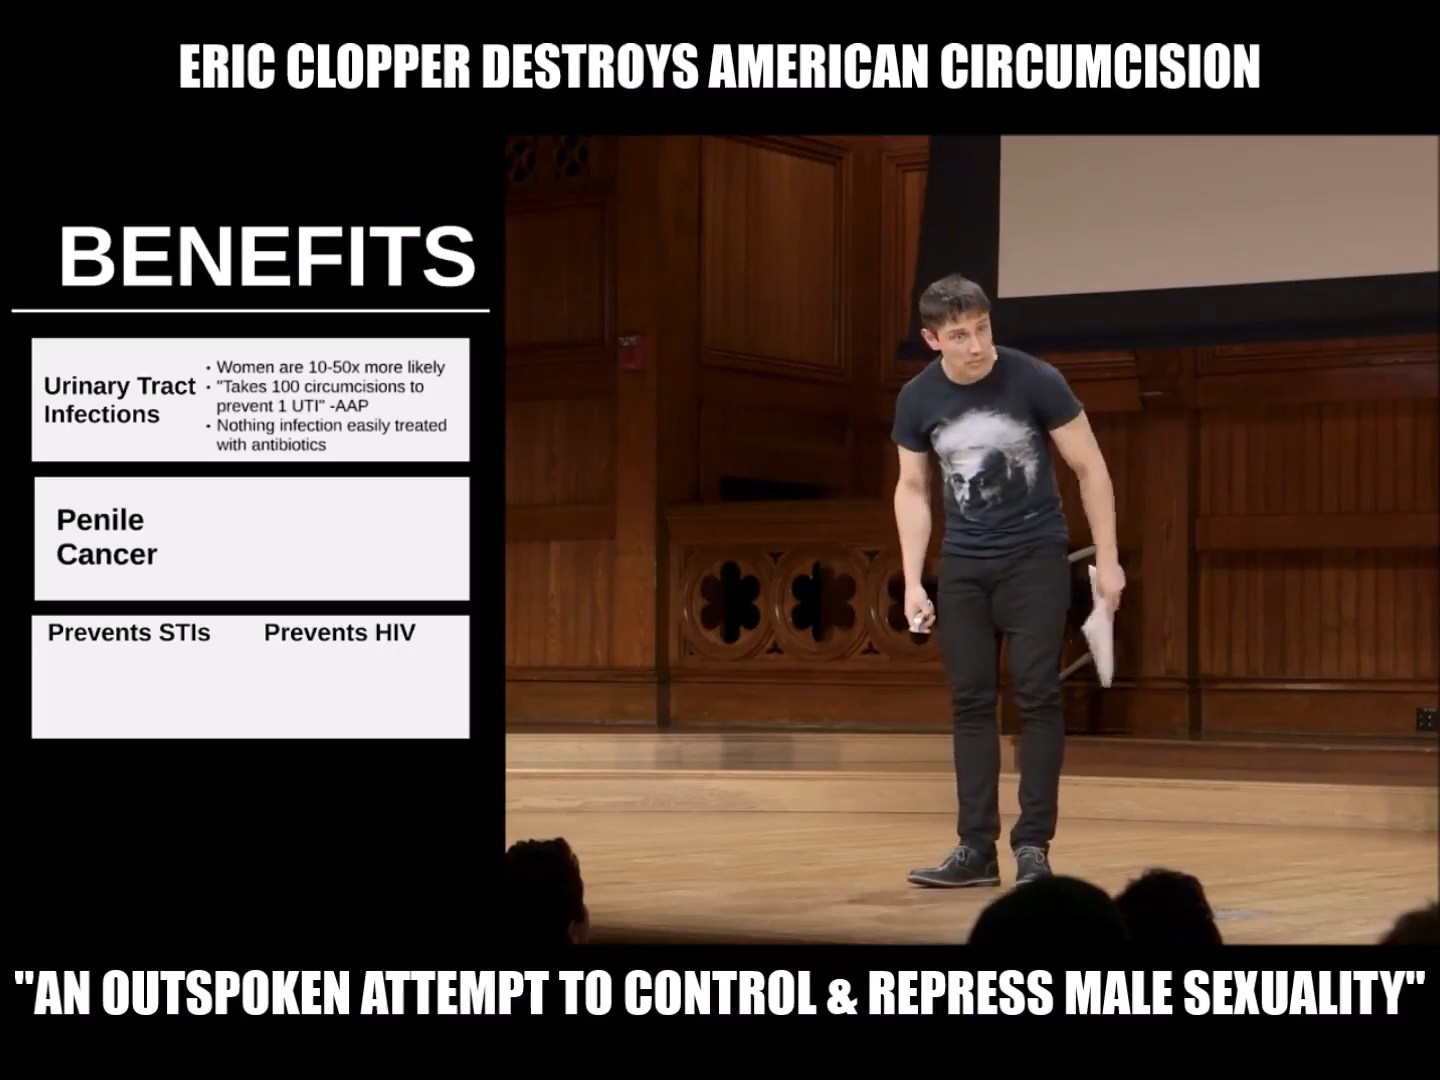 ERIC CLOPPER DESTROYS AMERICAN CIRCUMCISION
BENEFITS
Urinary Tract
Infections
· Women are 10-50x more likely
· "Takes 100 circumcisions to
prevent 1 UTI" -AAP
· Nothing infection easily treated
with antibiotics
Penile
Cancer
Prevents STIs
Prevents HIV
"AN OUTSPOKEN ATTEMPT TO CONTROL & REPRESS MALE SEXUALITY"